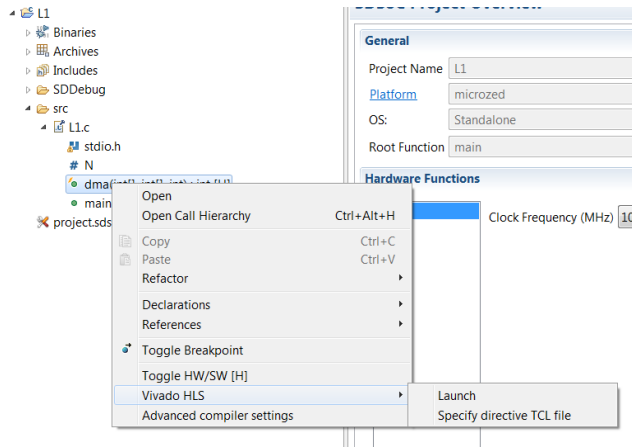 L1
Binaries
Archives
Includes
SDDebug
src
L1.c
stdio.h
# N
dma(int[], int[], int) : int [H]
main
project.sds
Open
Open Call Hierarchy Ctrl+Alt+H
Copy Ctrl+C
Paste Ctrl+V
Refactor
Declarations
References
Toggle Breakpoint
Toggle HW/SW [H]
Vivado HLS
Advanced compiler settings
Launch
Specify directive TCL file
General
Project Name L1
Platform microzed
OS: Standalone
Root Function main
Hardware Functions
Clock Frequency (MHz) 10